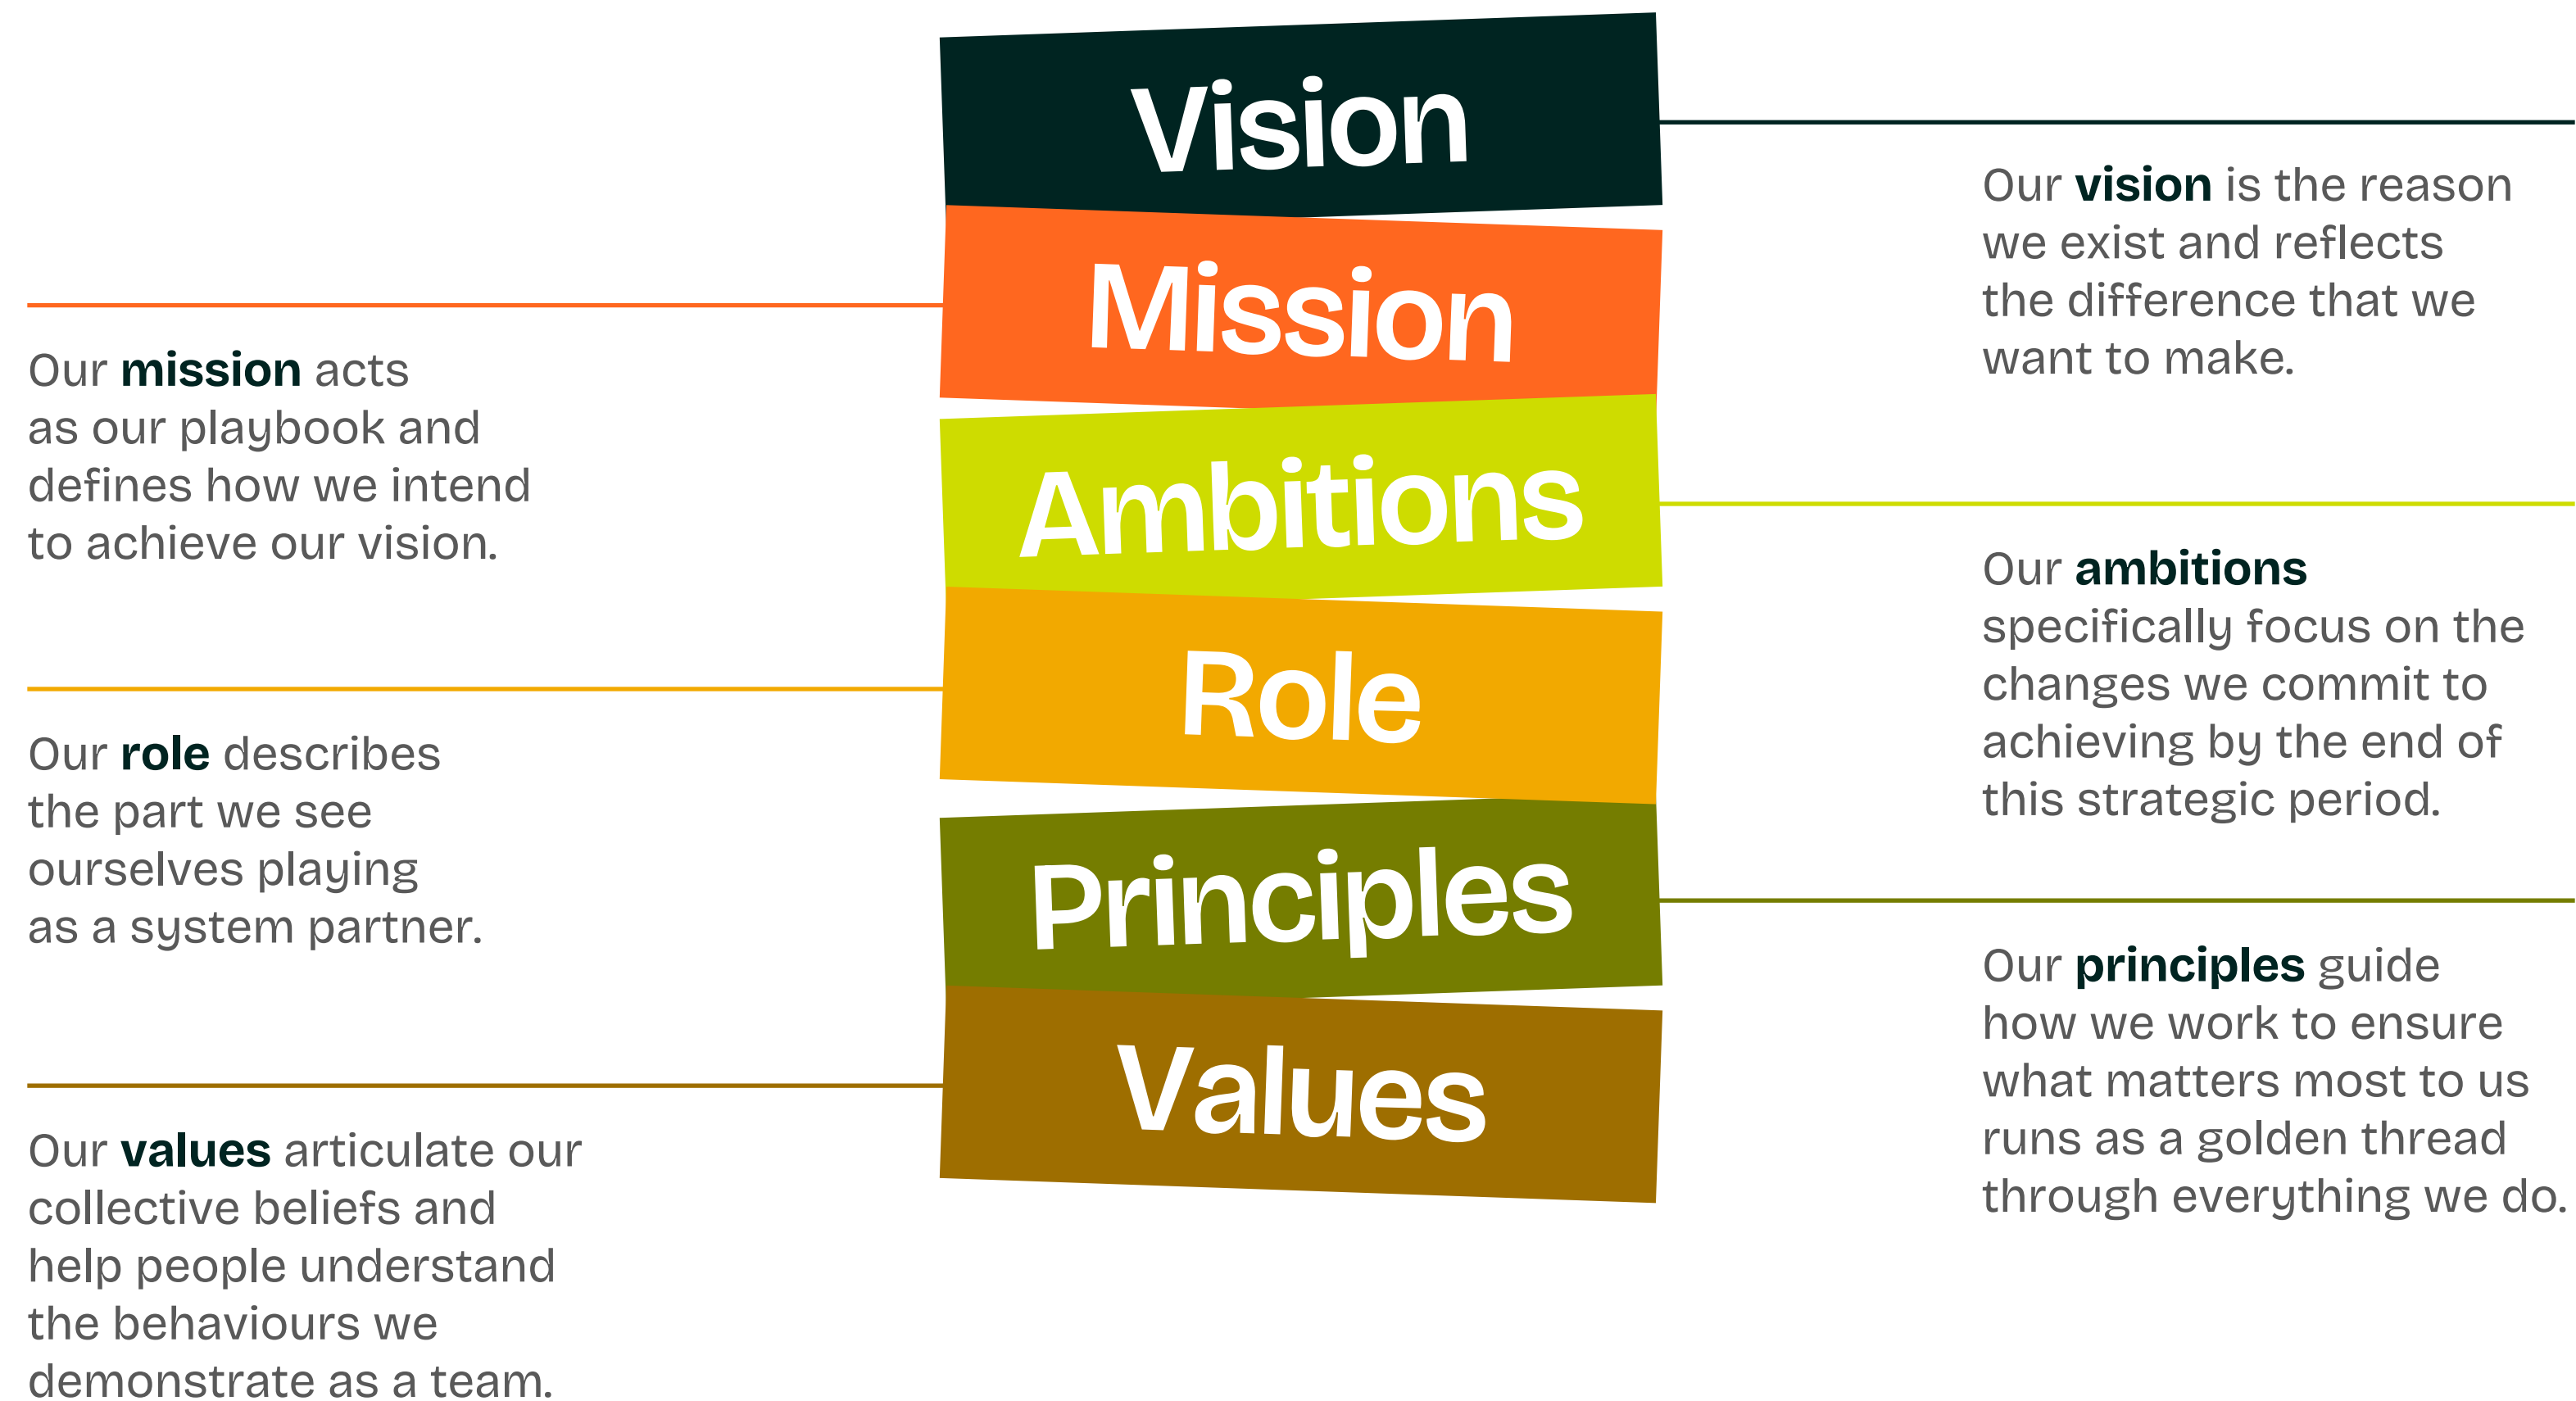 Vision
Our vision is the reason
we exist and reflects
the difference that we
want to make.
Mission
Our mission acts
as our playbook and
defines how we intend
to achieve our vision.
Ambitions
Our ambitions
specifically focus on the
changes we commit to
achieving by the end of
this strategic period.
Role
Our role describes
the part we see
ourselves playing
as a system partner.
Principles
Our principles guide
how we work to ensure
what matters most to us
runs as a golden thread
through everything we do.
Values
Our values articulate our
collective beliefs and
help people understand
the behaviours we
demonstrate as a team.